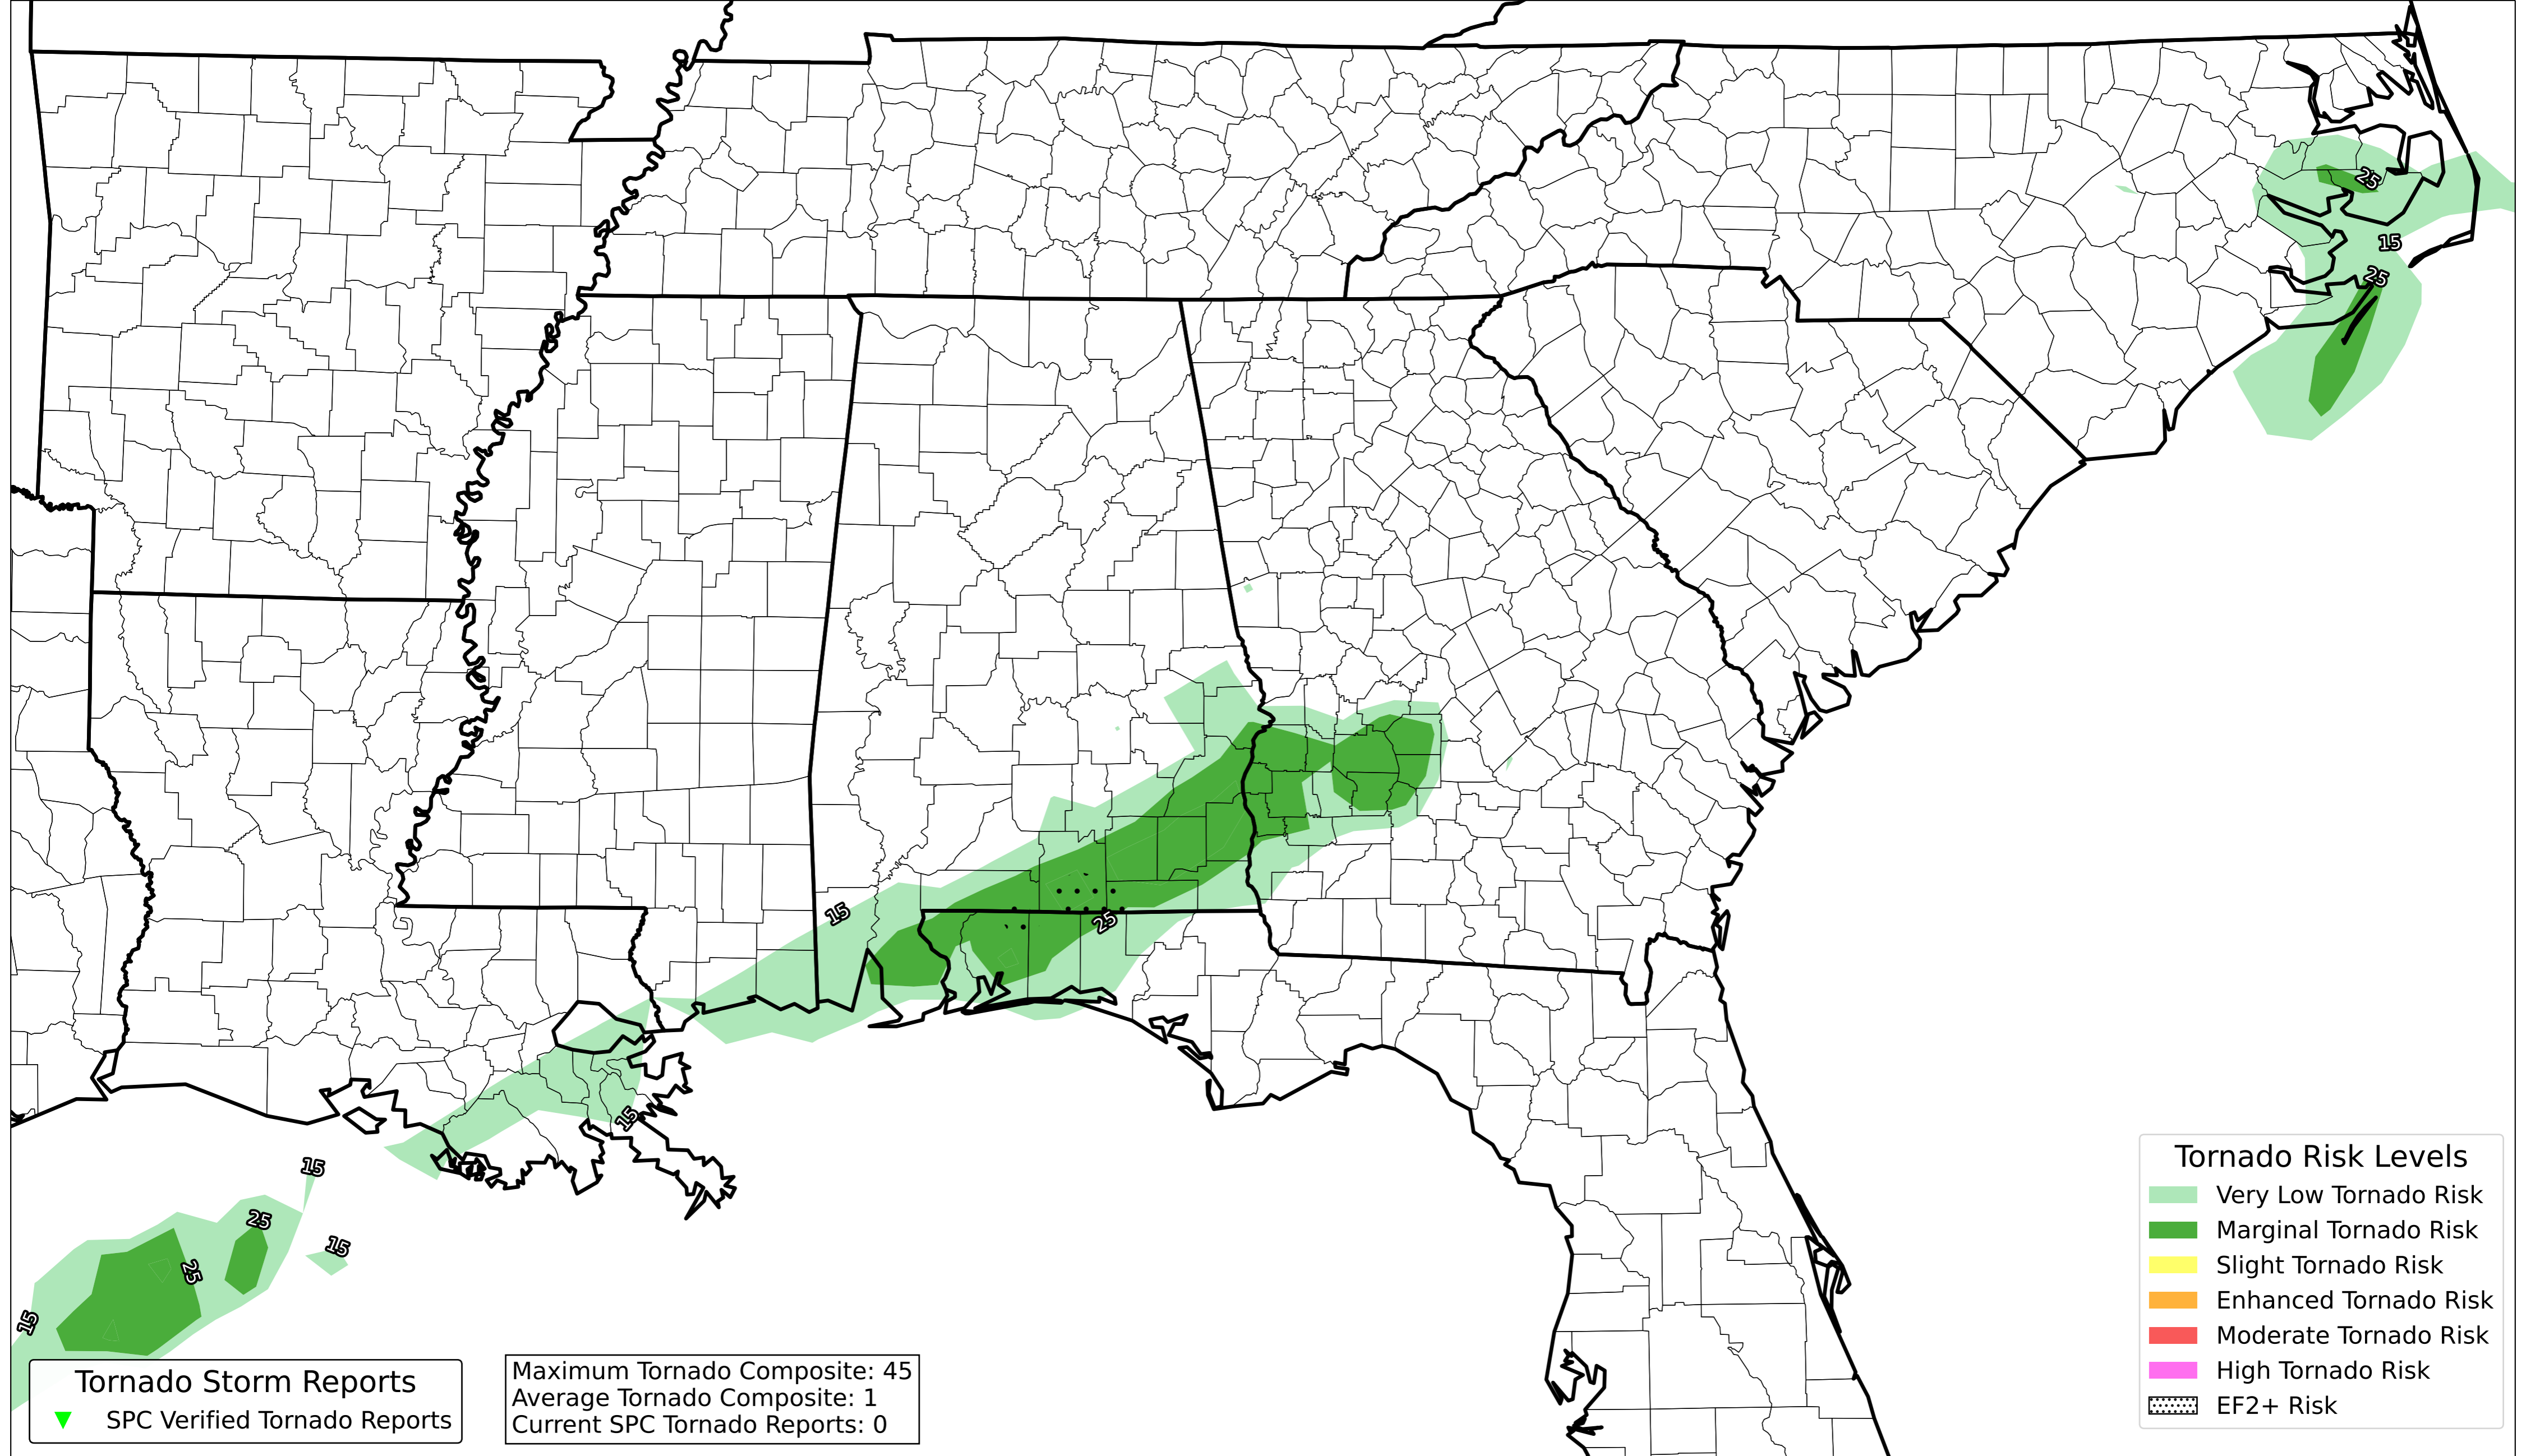 25
15
25
15
25
15
15
25
15
25
15
Tornado Risk Levels
Very Low Tornado Risk
Marginal Tornado Risk
Slight Tornado Risk
Enhanced Tornado Risk
Moderate Tornado Risk
High Tornado Risk
EF2+ Risk
Tornado Storm Reports
SPC Verified Tornado Reports
Maximum Tornado Composite: 45
Average Tornado Composite: 1
Current SPC Tornado Reports: 0